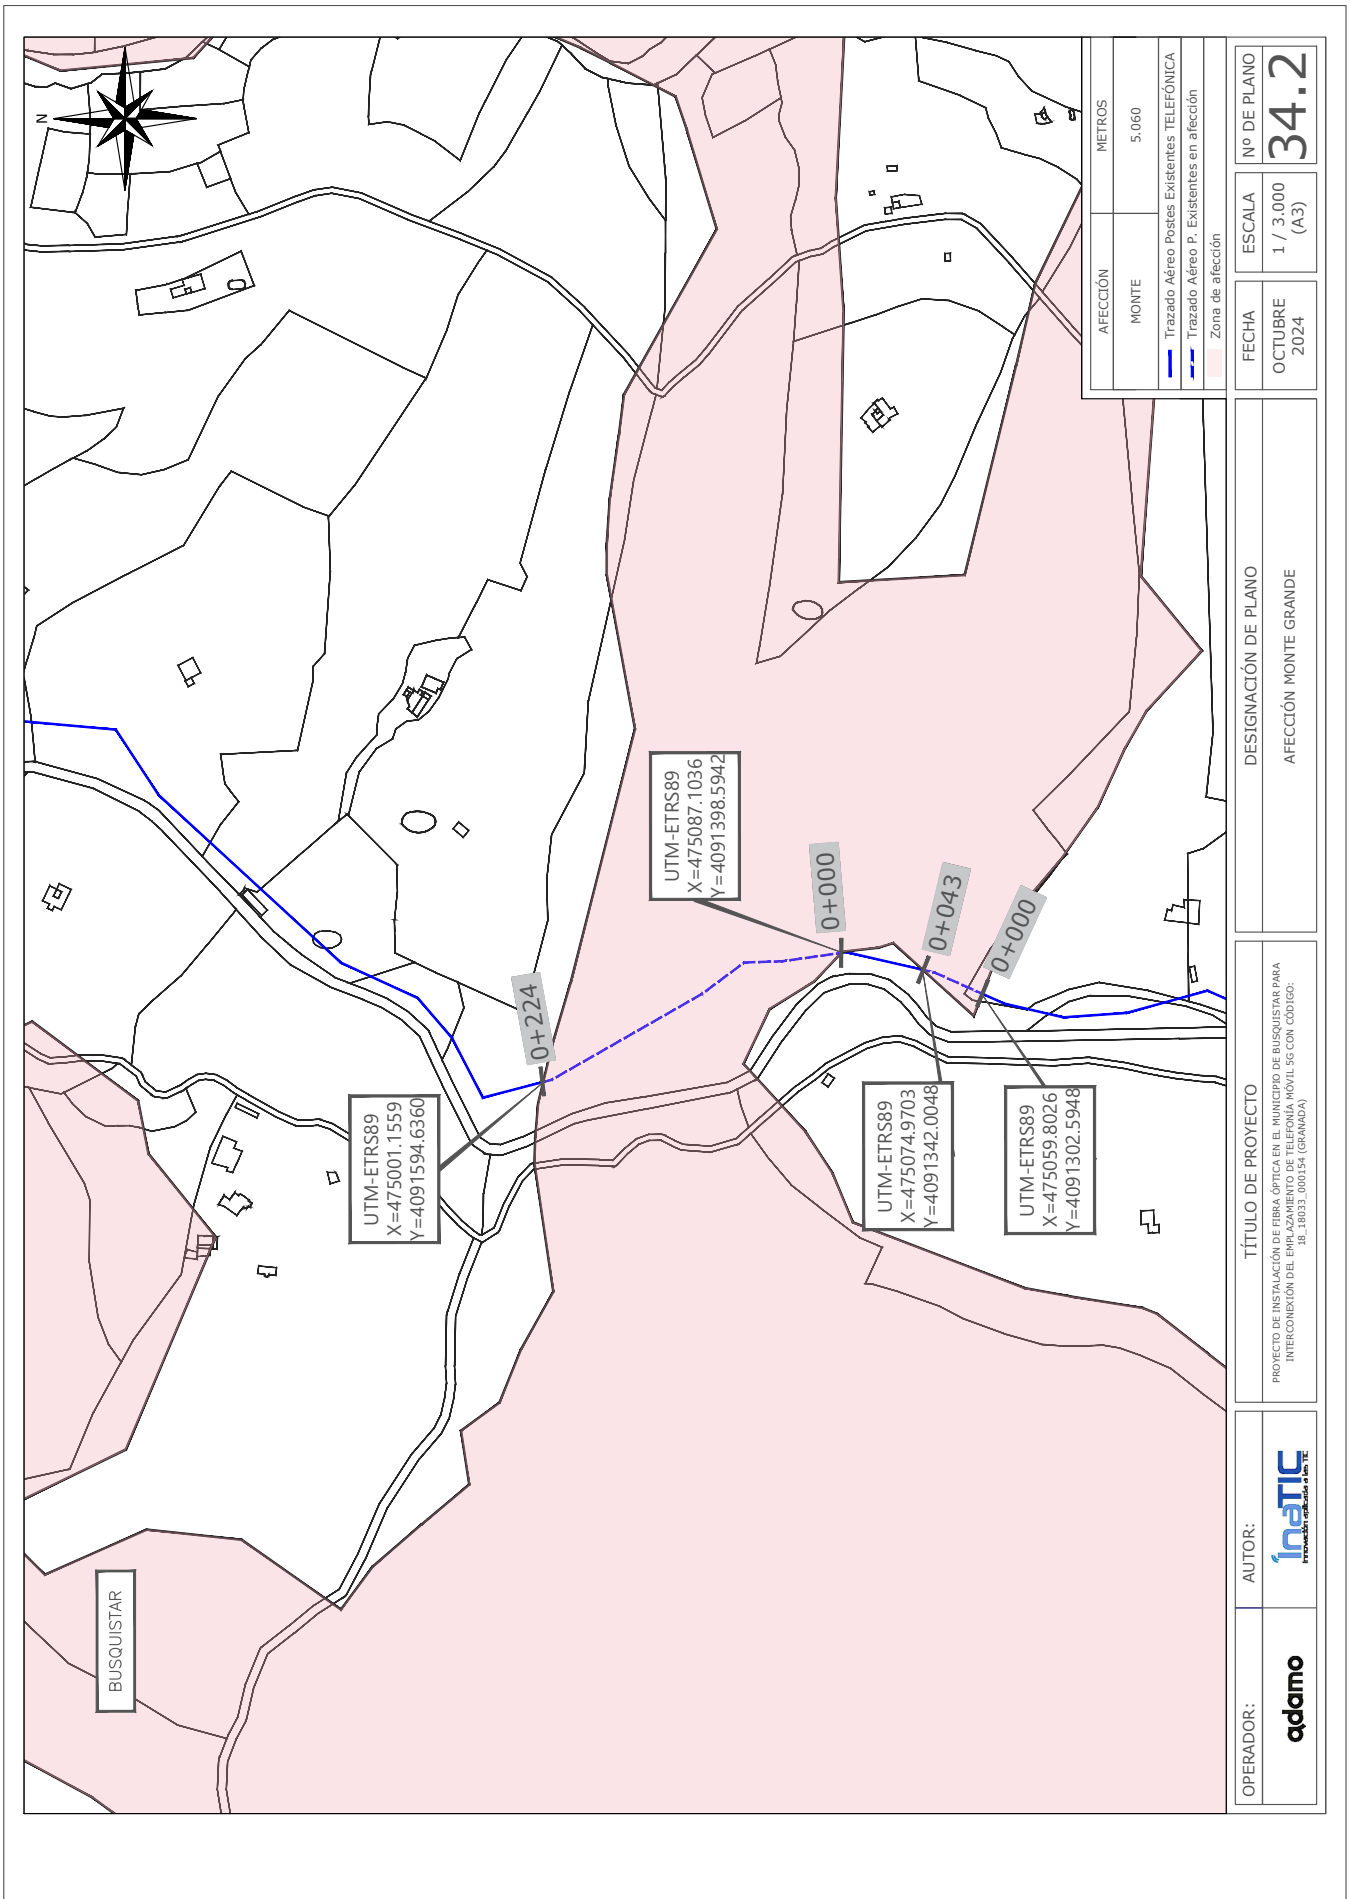 N
BUSQUISTAR
UTM-ETRS89
X=475001.1559
Y=4091594.6360
0+224
UTM-ETRS89
X=475087.1036
Y=4091398.5942
0+000
0+043
0+000
UTM-ETRS89
X=475074.9703
Y=4091342.0048
UTM-ETRS89
X=475059.8026
Y=4091302.5948
AFECCIÓN
METROS
MONTE
5.060
Trazado Aéreo Postes Existentes TELEFÓNICA
Trazado Aéreo P. Existentes en afección
Zona de afección
OPERADOR:
adamo
AUTOR:
inaTIC
Innovación aplicada a las TIC
TÍTULO DE PROYECTO
PROYECTO DE INSTALACIÓN DE FIBRA ÓPTICA EN EL MUNICIPIO DE BUSQUISTAR PARA
INTERCONEXIÓN DEL EMPLAZAMIENTO DE TELEFONÍA MÓVIL 5G CON CÓDIGO:
18_18033_000154 (GRANADA)
DESIGNACIÓN DE PLANO
AFECCIÓN MONTE GRANDE
FECHA
OCTUBRE
2024
ESCALA
1 / 3.000
(A3)
Nº DE PLANO
34.2